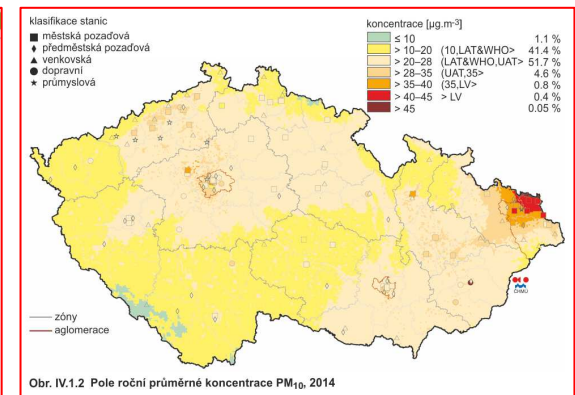 klasifikace stanic
městská pozaďová
předměstská pozaďová
venkovská
dopravní
průmyslová
koncentrace [µg.m-3]
≤ 10 1.1 %
> 10–20 (10,LAT&WHO> 41.4 %
> 20–28 (LAT&WHO,UAT> 51.7 %
> 28–35 (UAT,35> 4.6 %
> 35–40 (35,LV> 0.8 %
> 40–45 > LV 0.4 %
> 45 0.05 %
ČHMÚ
zóny
aglomerace
Obr. IV.1.2 Pole roční průměrné koncentrace PM10, 2014